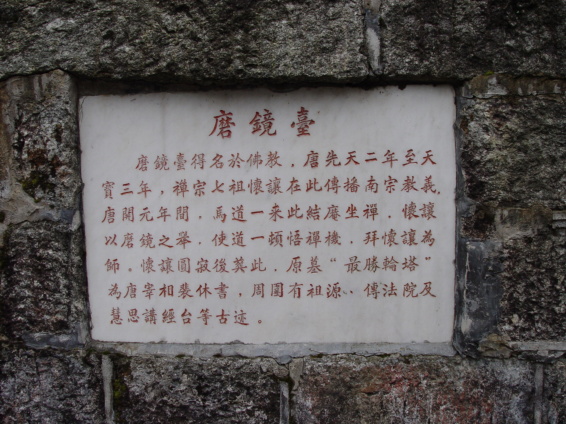 磨鏡臺
磨鏡臺得名於佛教，唐先天二年至天
寶三年，禪宗七祖懷讓在此傳播南宗教義，
唐開元年間，馬道一来此結廬坐禪，懷讓
以磨鏡之舉，使道一頓悟禪機，拜懷讓為
師。懷讓圓寂後葬此，原墓“最勝輪塔”
為唐宰相裴休書，周圍有祖源、傳法院及
慧思講經台等古迹。